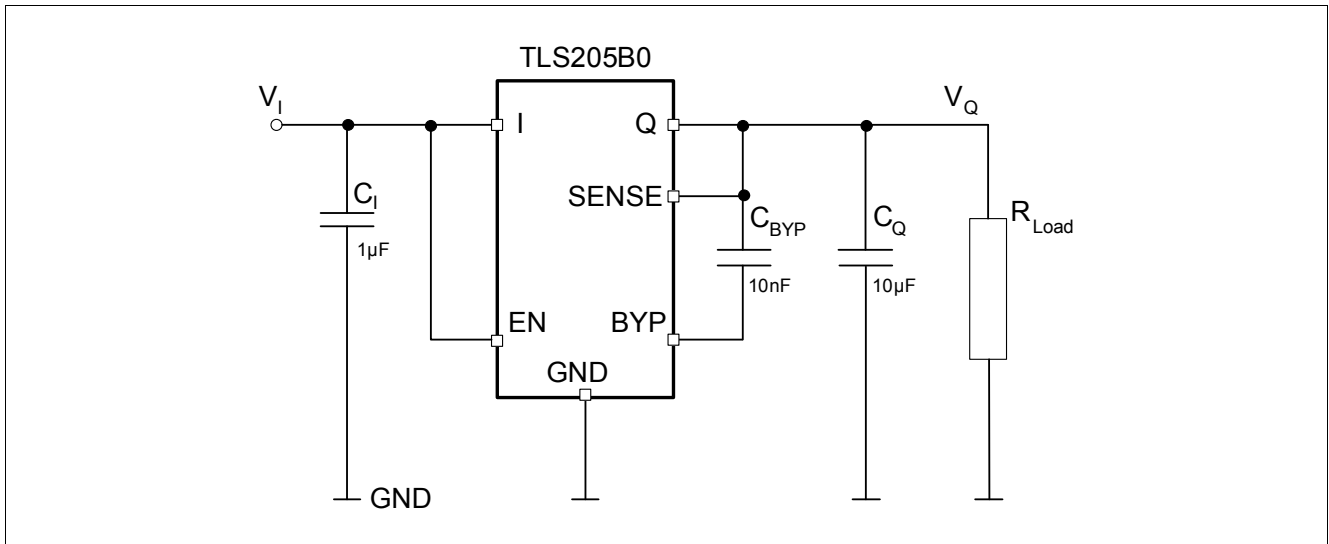 TLS205B0
V_I
V_Q
I
Q
SENSE
C_I
1µF
C_BYP
10nF
C_Q
10µF
R_Load
EN
BYP
GND
GND